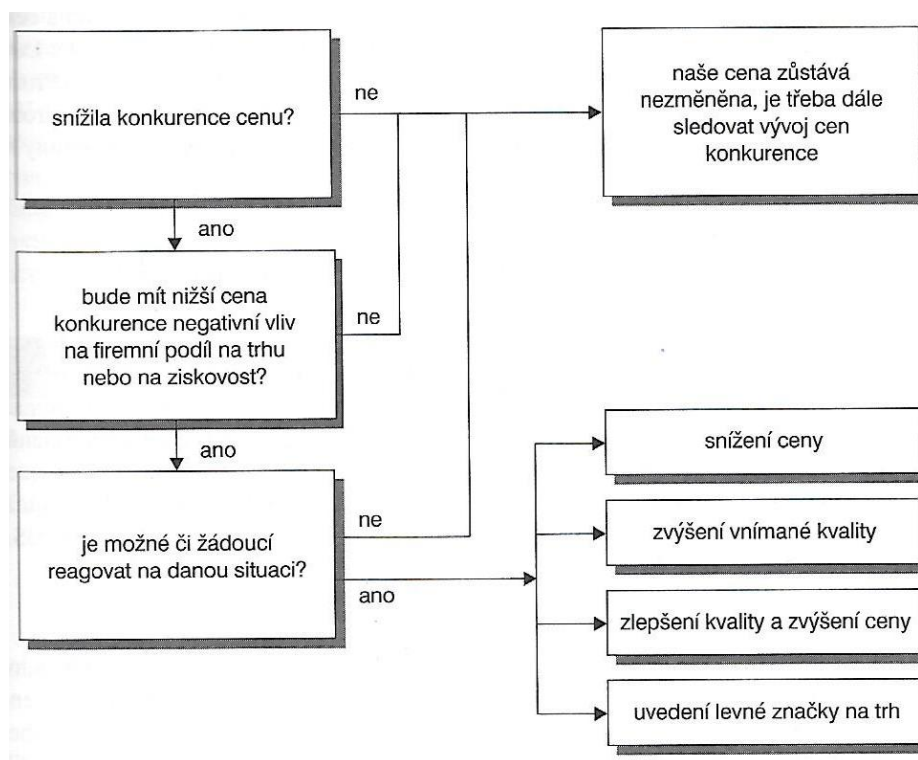 snížila konkurence cenu?
ne
naše cena zůstává
nezměněna, je třeba dále
sledovat vývoj cen
konkurence
ano
bude mít nižší cena
konkurence negativní vliv
na firemní podíl na trhu
nebo na ziskovost?
ne
ano
je možné či žádoucí
reagovat na danou situaci?
ne
ano
snížení ceny
zvýšení vnímané kvality
zlepšení kvality a zvýšení ceny
uvedení levné značky na trh